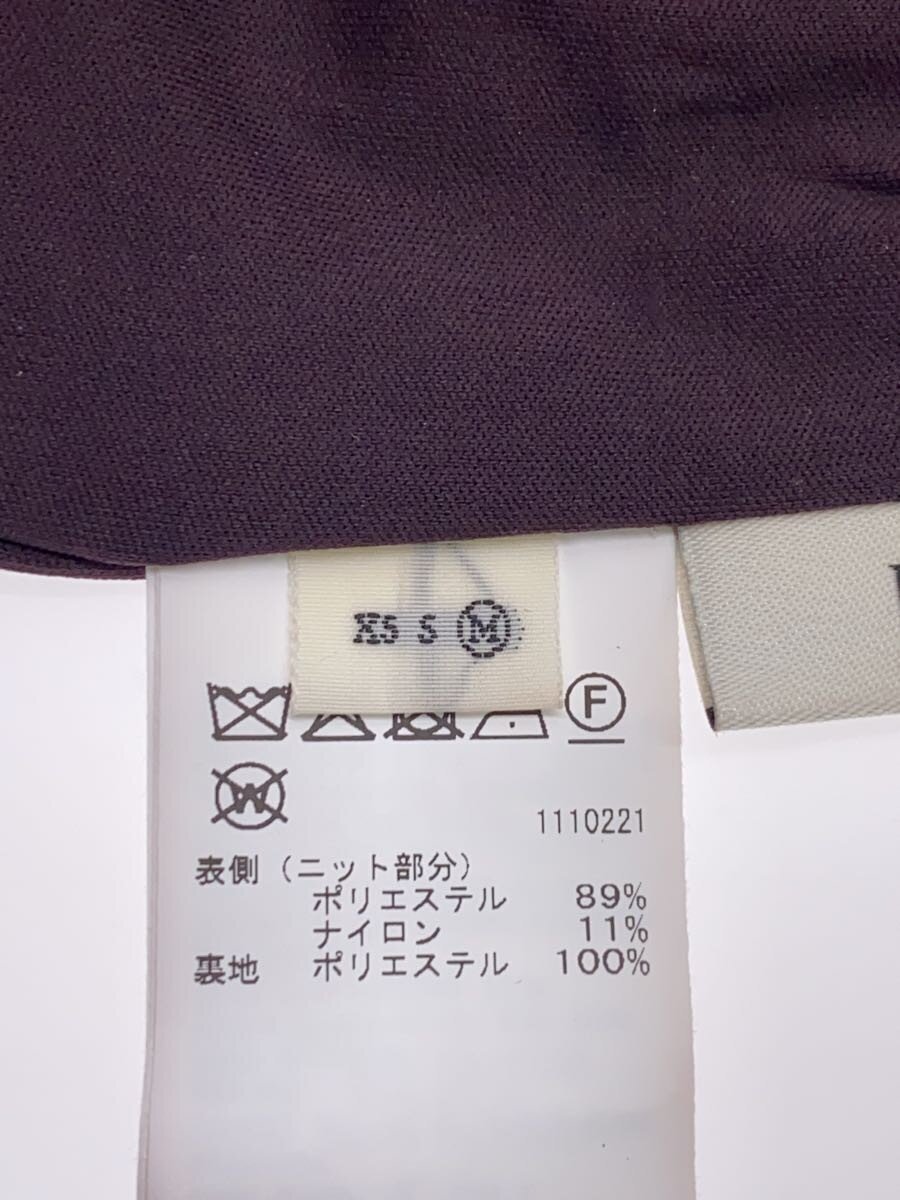 XS S M
F
W
1110221
表側（ニット部分）
ポリエステル 89%
ナイロン 11%
裏地 ポリエステル 100%